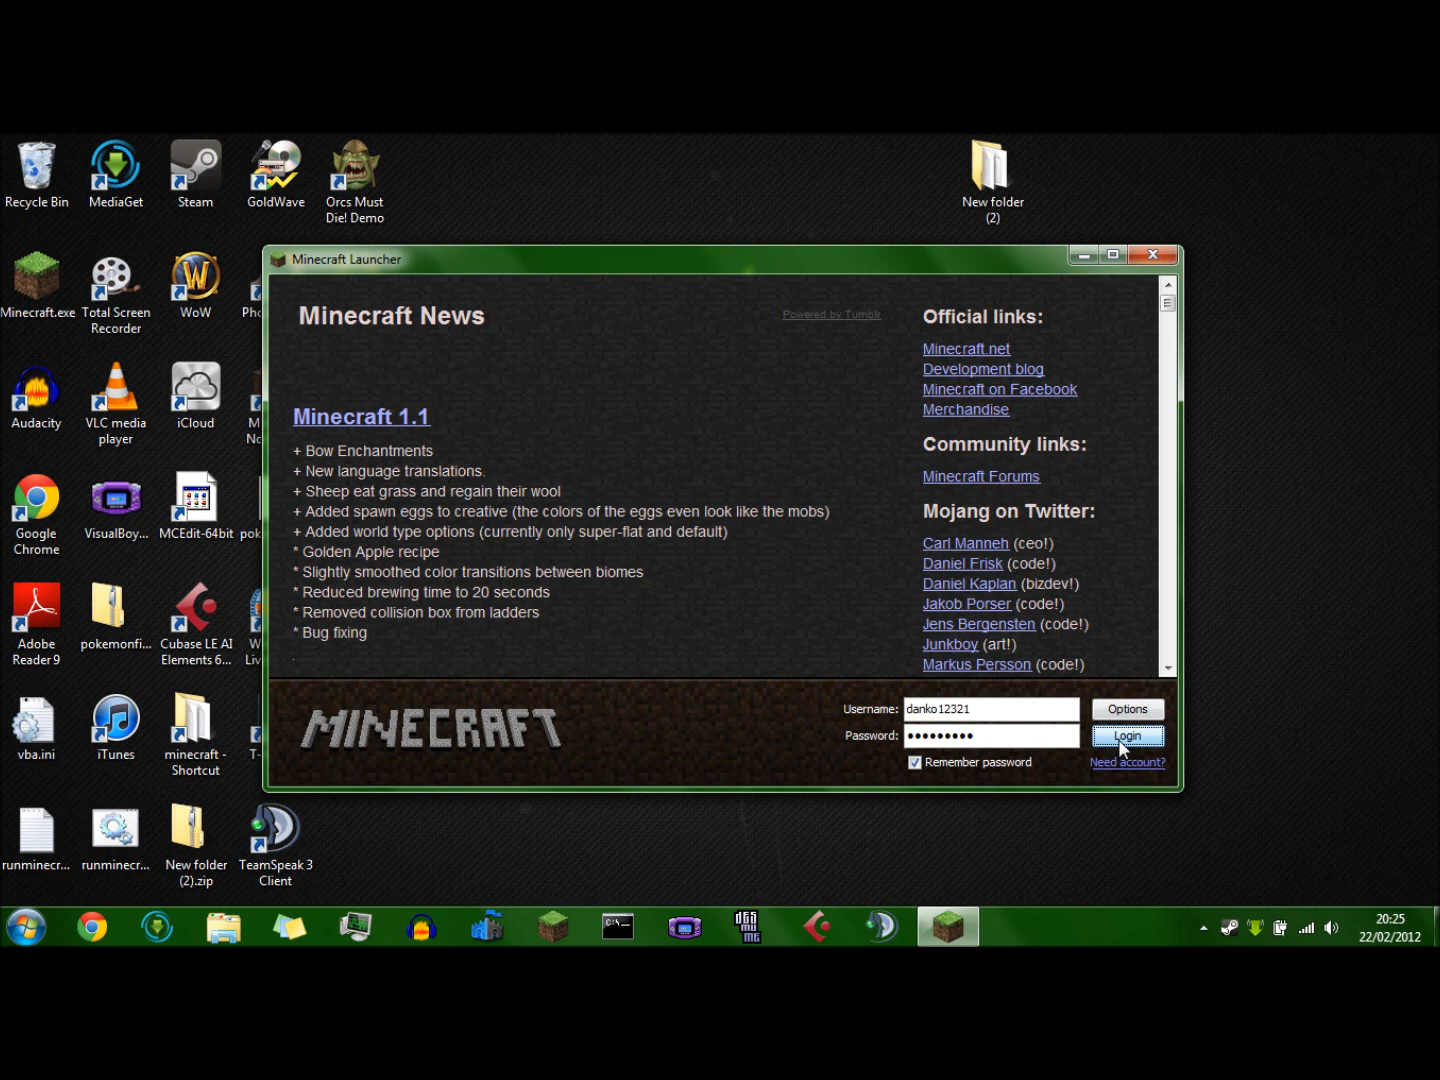 Recycle Bin
MediaGet
Steam
GoldWave
Orcs Must
Die! Demo
New folder
(2)
Minecraft.exe
Total Screen
Recorder
WoW
Pho
Audacity
VLC media
player
iCloud
M
No
Google
Chrome
VisualBoy...
MCEdit-64bit
pok
Adobe
Reader 9
pokemonfi...
Cubase LE AI
Elements 6...
W
Liv
vba.ini
iTunes
minecraft -
Shortcut
T-
runminecr...
runminecr...
New folder
(2).zip
TeamSpeak 3
Client
Minecraft Launcher
Minecraft News
Powered by Tumblr
Minecraft 1.1
+ Bow Enchantments
+ New language translations.
+ Sheep eat grass and regain their wool
+ Added spawn eggs to creative (the colors of the eggs even look like the mobs)
+ Added world type options (currently only super-flat and default)
* Golden Apple recipe
* Slightly smoothed color transitions between biomes
* Reduced brewing time to 20 seconds
* Removed collision box from ladders
* Bug fixing
Official links:
Minecraft.net
Development blog
Minecraft on Facebook
Merchandise
Community links:
Minecraft Forums
Mojang on Twitter:
Carl Manneh (ceo!)
Daniel Frisk (code!)
Daniel Kaplan (bizdev!)
Jakob Porser (code!)
Jens Bergensten (code!)
Junkboy (art!)
Markus Persson (code!)
MINECRAFT
Username: danko12321
Options
Password: •••••••••
Login
Remember password
Need account?
C:\_
20:25
22/02/2012